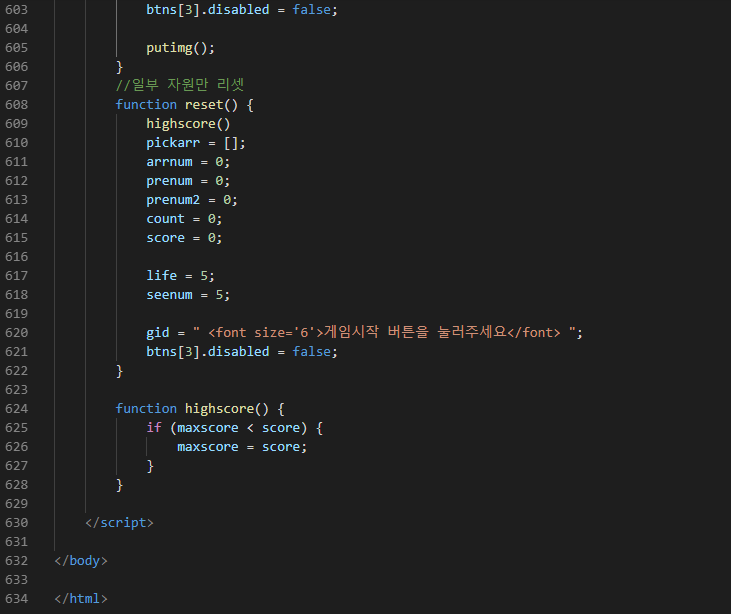 603 btns[3].disabled = false;
604
605 putimg();
606 }
607 //일부 자원만 리셋
608 function reset() {
609 highscore()
610 pickarr = [];
611 arrnum = 0;
612 prenum = 0;
613 prenum2 = 0;
614 count = 0;
615 score = 0;
616
617 life = 5;
618 seenum = 5;
619
620 gid = " <font size='6'>게임시작 버튼을 눌러주세요</font> ";
621 btns[3].disabled = false;
622 }
623
624 function highscore() {
625 if (maxscore < score) {
626 maxscore = score;
627 }
628 }
629
630 </script>
631
632 </body>
633
634 </html>